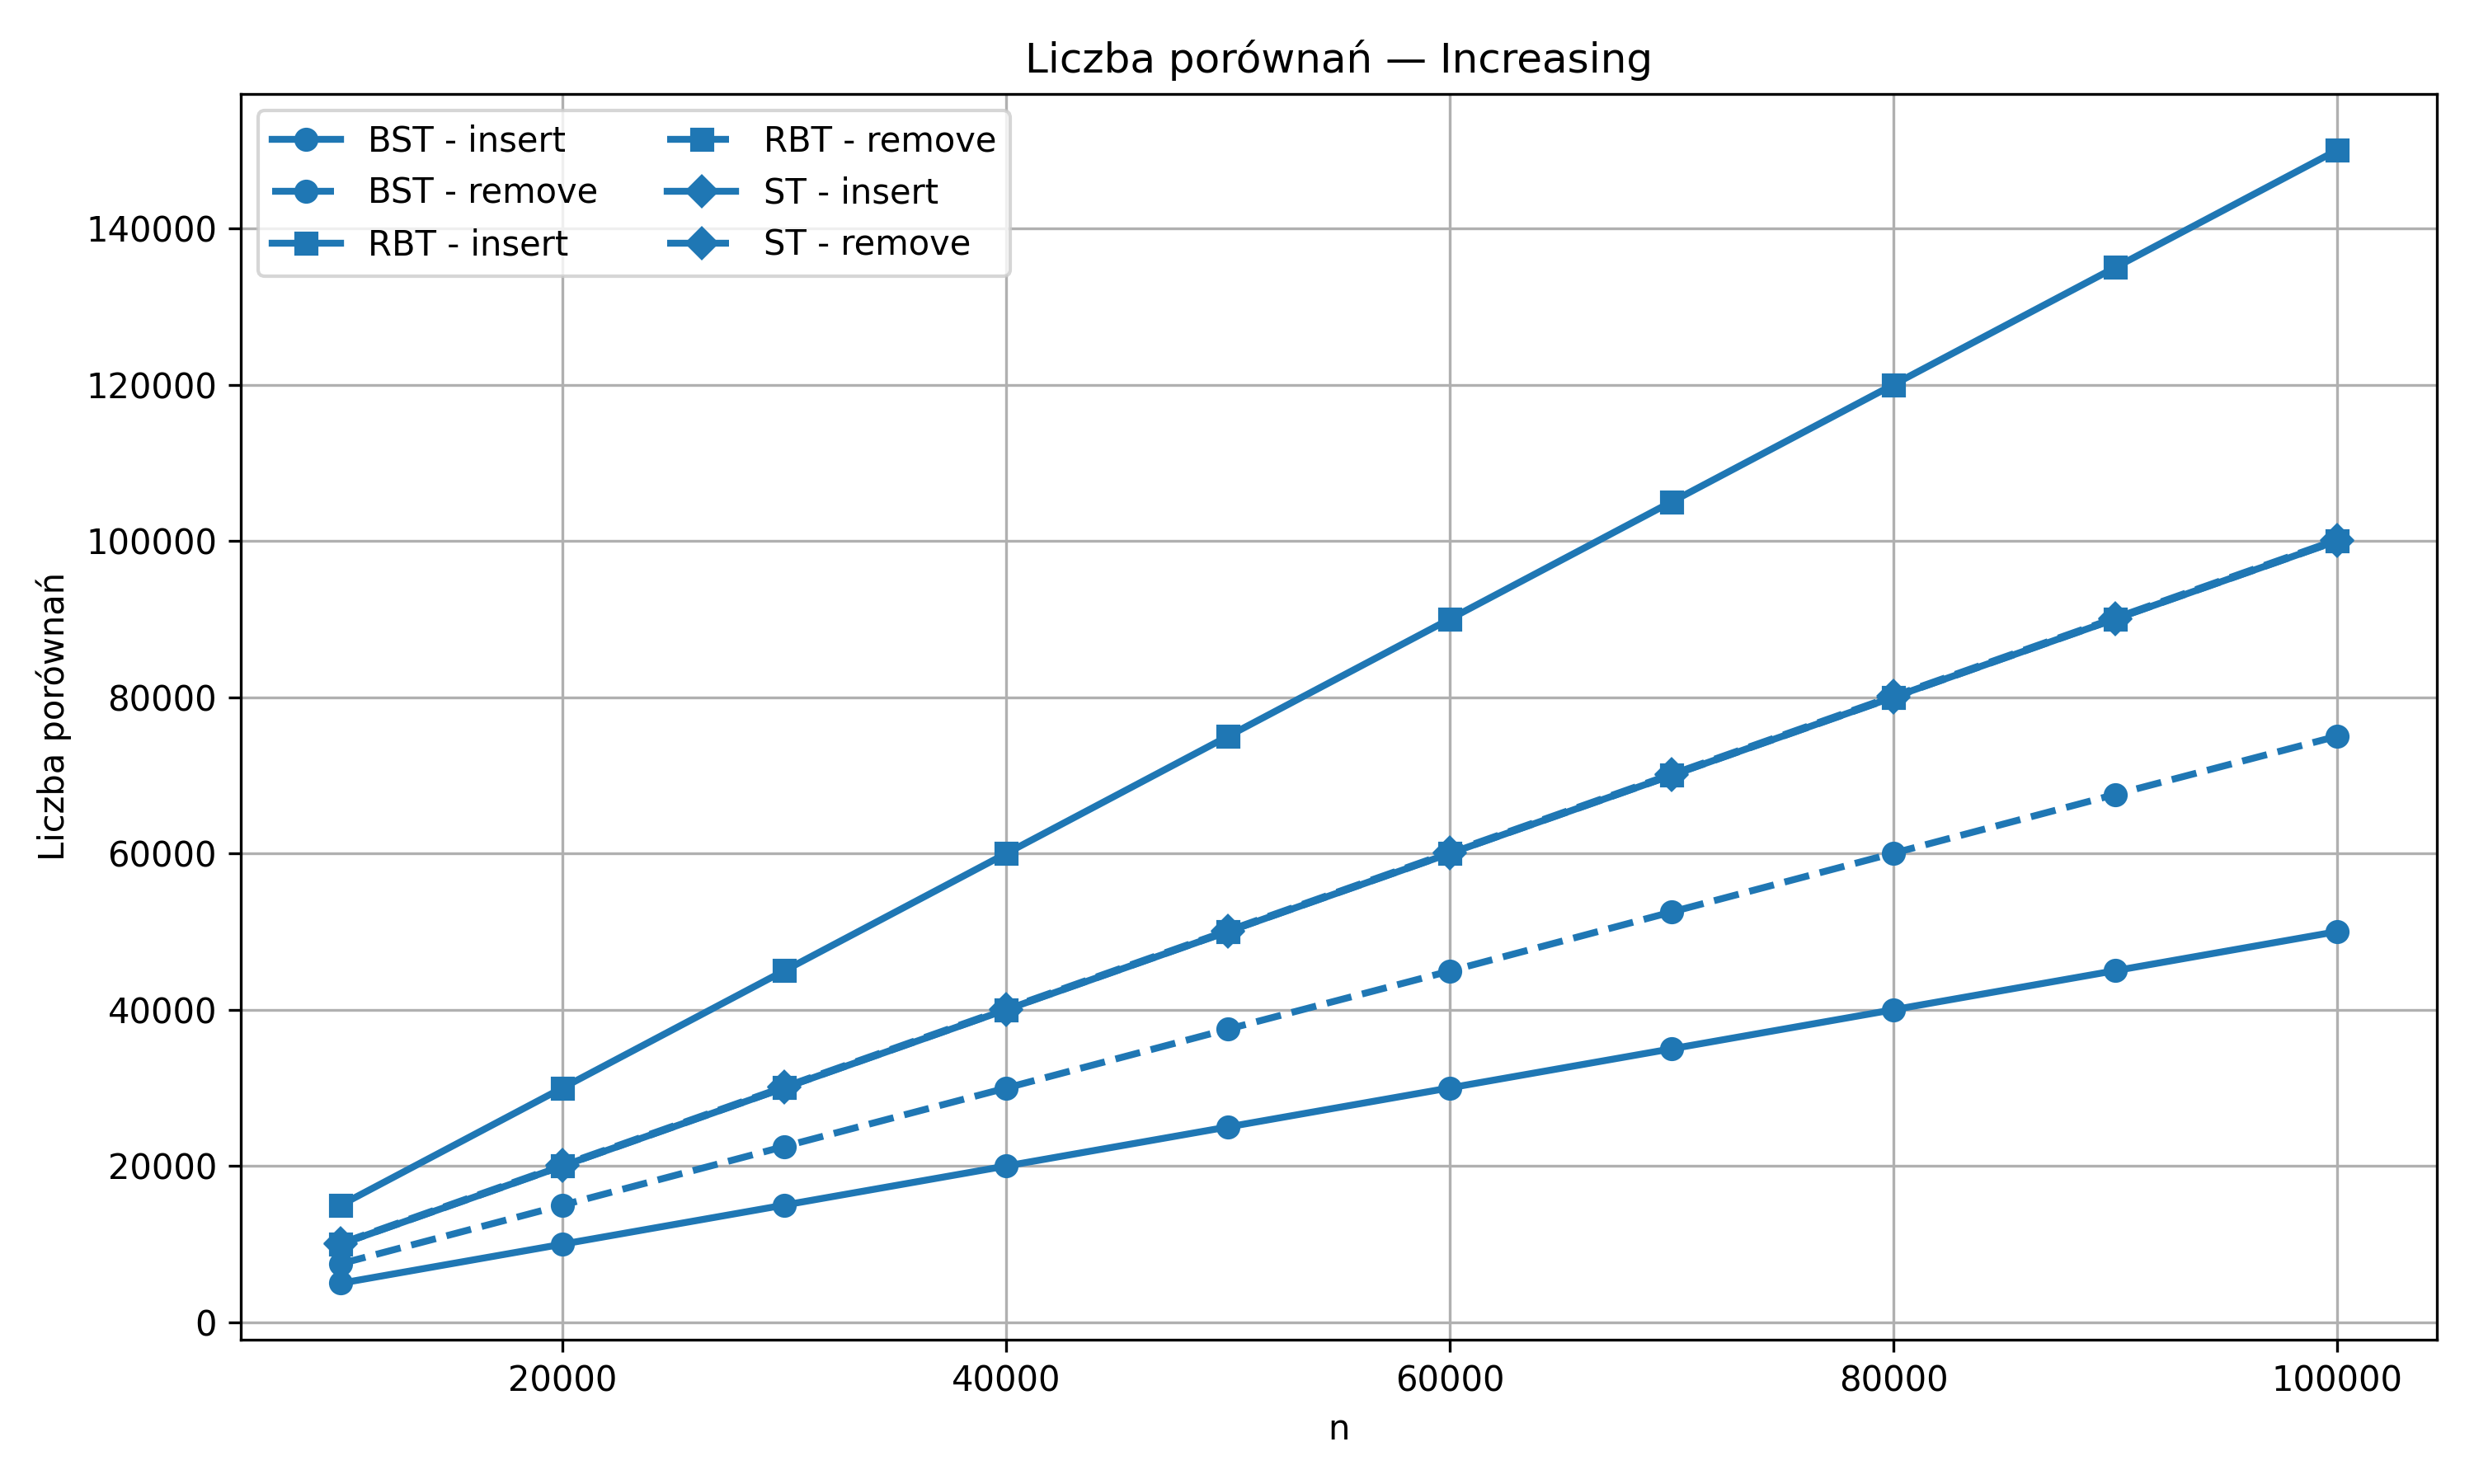 Liczba porównań — Increasing
BST - insert
BST - remove
RBT - insert
RBT - remove
ST - insert
ST - remove
Liczba porównań
140000
120000
100000
80000
60000
40000
20000
0
20000 40000 60000 80000 100000
n